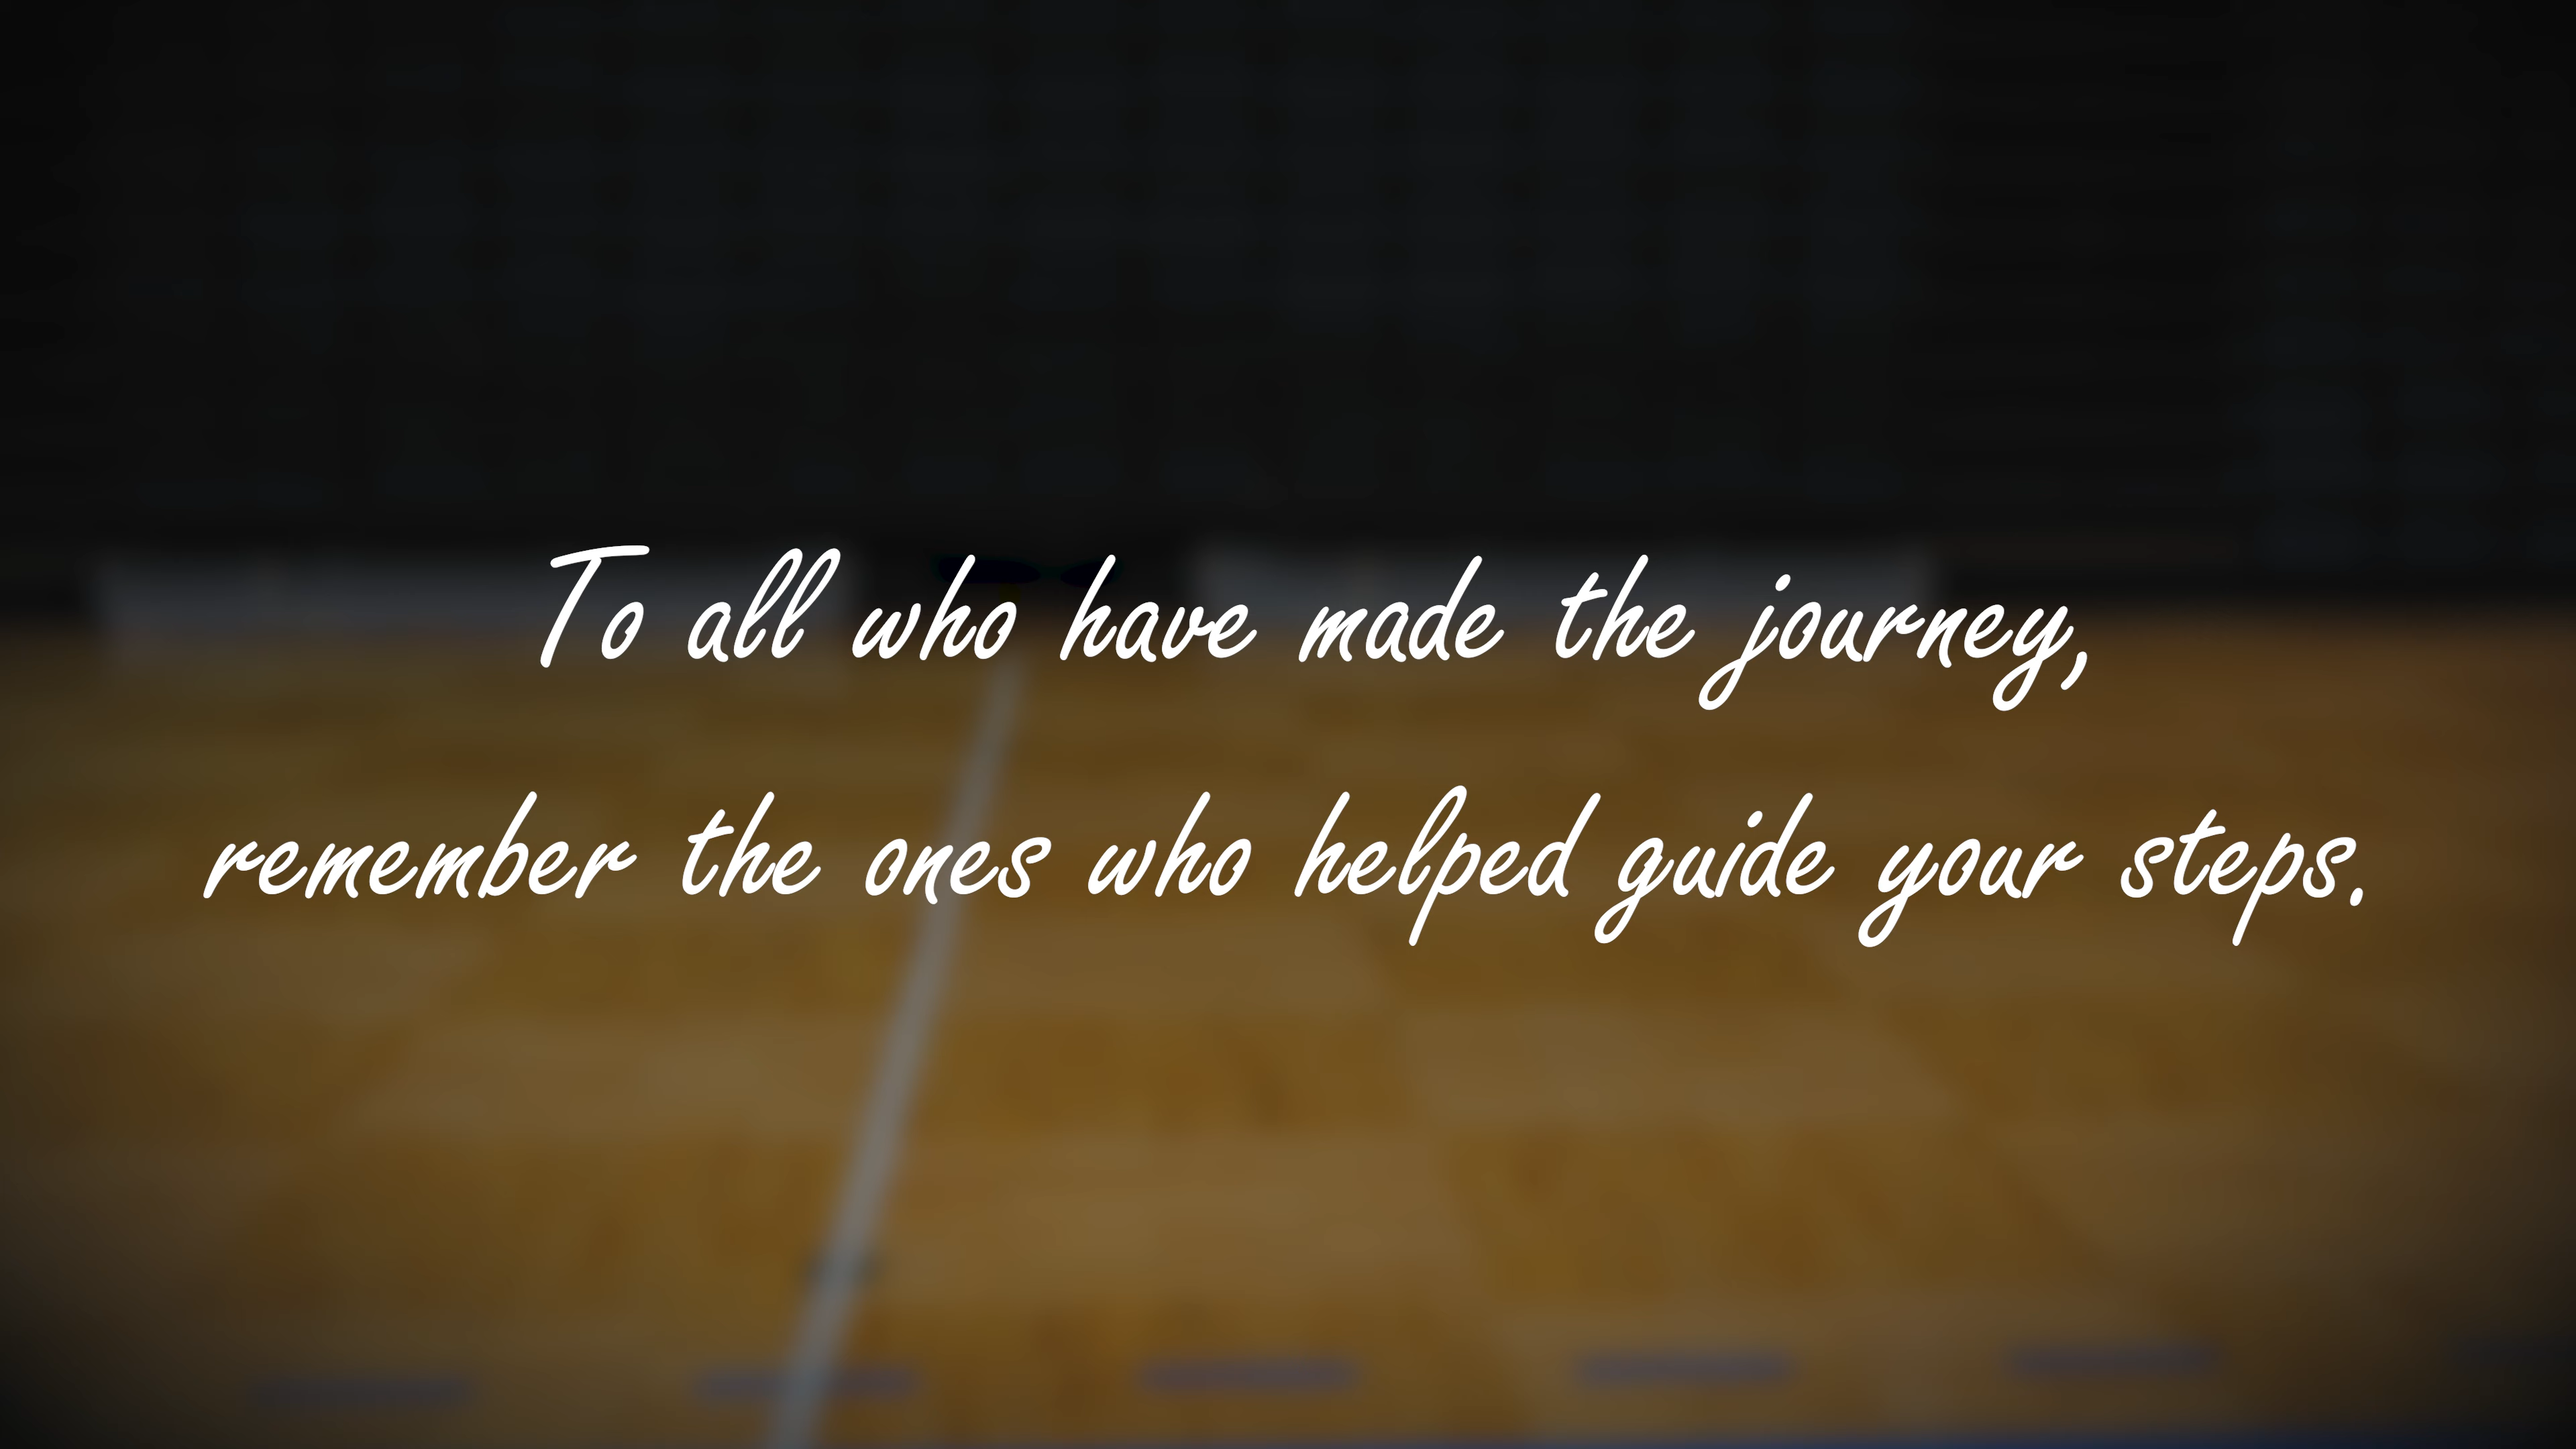 To all who have made the journey,
remember the ones who helped guide your steps.